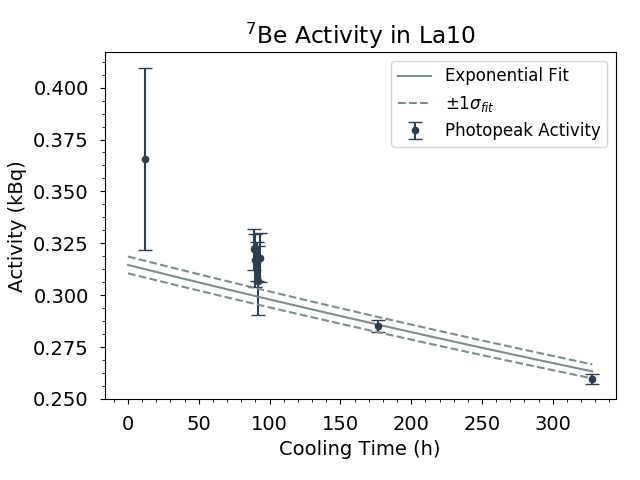 ⁷Be Activity in La10
Exponential Fit
±1σ_fit
Photopeak Activity
Activity (kBq)
0.400
0.375
0.350
0.325
0.300
0.275
0.250
0 50 100 150 200 250 300
Cooling Time (h)